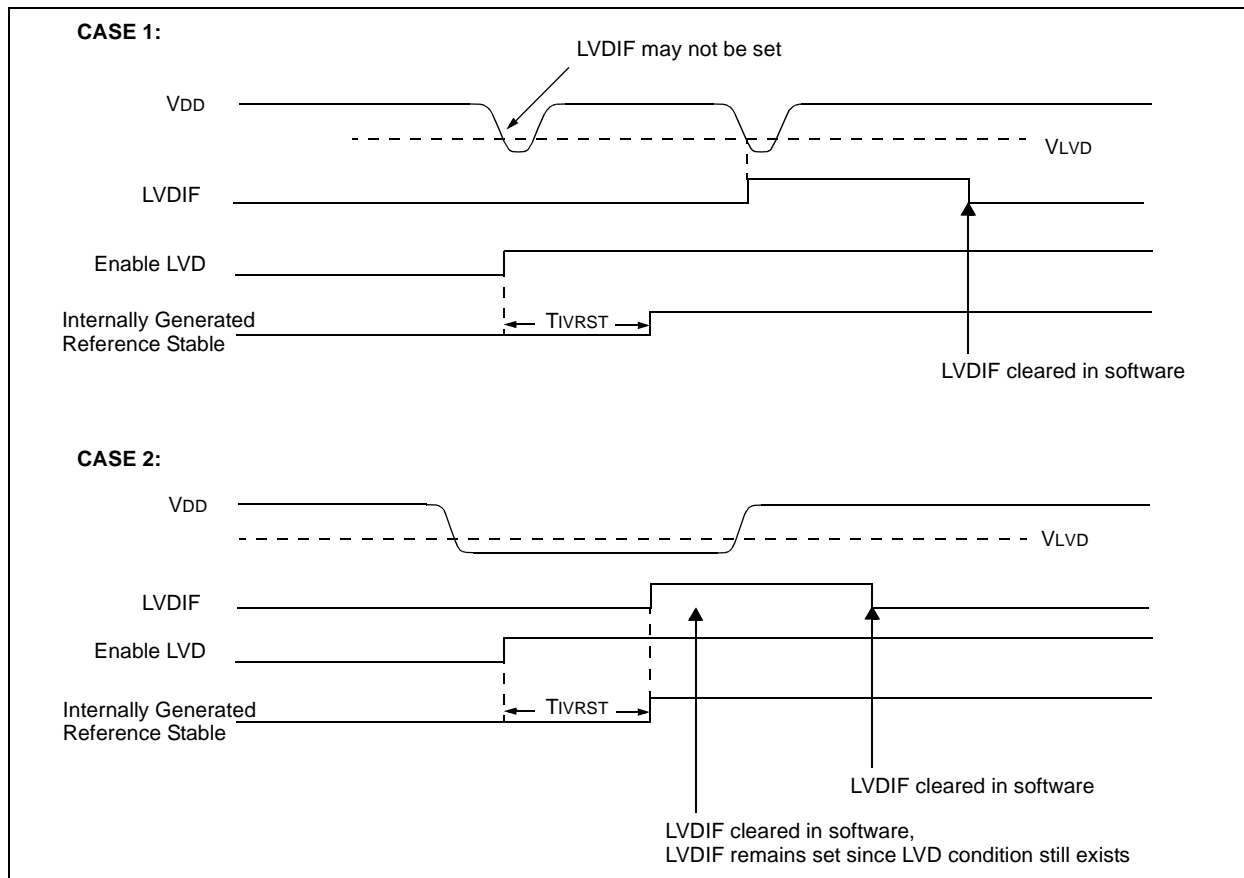 CASE 1:
LVDIF may not be set
VDD
VLVD
LVDIF
Enable LVD
TIVRST
Internally Generated
Reference Stable
LVDIF cleared in software
CASE 2:
VDD
VLVD
LVDIF
Enable LVD
TIVRST
Internally Generated
Reference Stable
LVDIF cleared in software
LVDIF cleared in software,
LVDIF remains set since LVD condition still exists